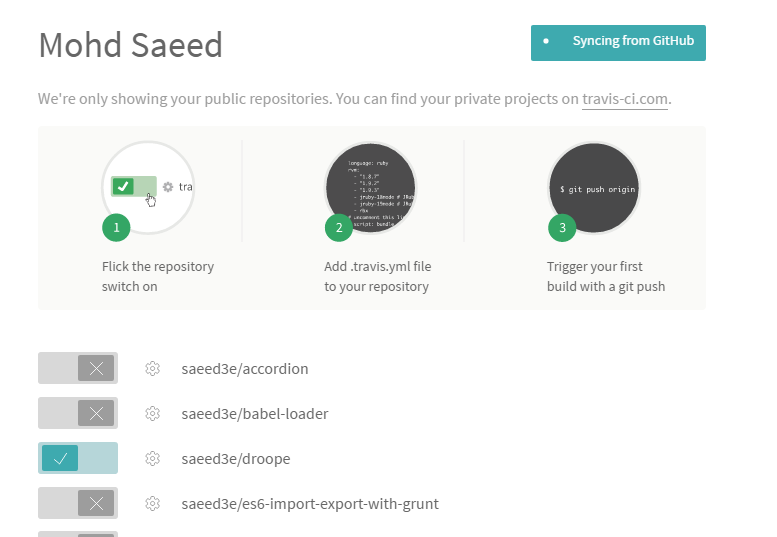 Mohd Saeed
Syncing from GitHub
We're only showing your public repositories. You can find your private projects on travis-ci.com.
tra
1
language: ruby
rvm:
- "1.8.7"
- "1.9.2"
- "1.9.3"
- jruby-18mode # JRub
- jruby-19mode # JRu
- rbx
# uncomment this li
script: bundle
2
$ git push origin
3
Flick the repository
switch on
Add .travis.yml file
to your repository
Trigger your first
build with a git push
saeed3e/accordion
saeed3e/babel-loader
saeed3e/droope
saeed3e/es6-import-export-with-grunt